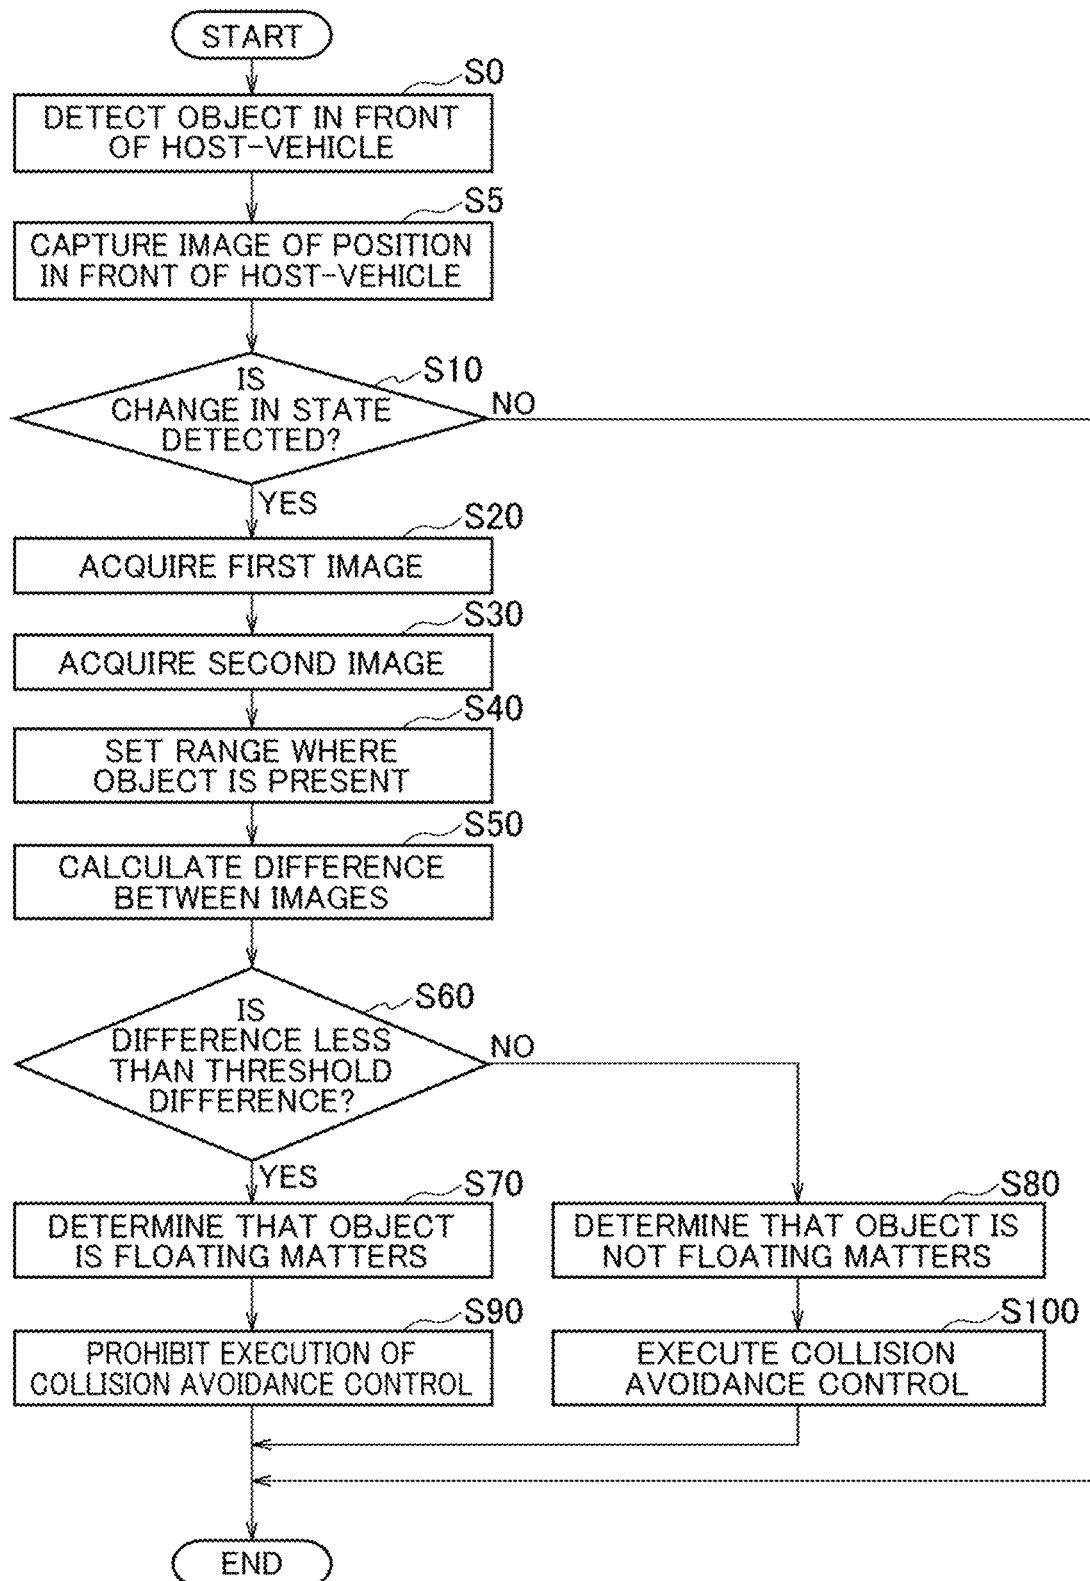 START
S0
DETECT OBJECT IN FRONT
OF HOST-VEHICLE
S5
CAPTURE IMAGE OF POSITION
IN FRONT OF HOST-VEHICLE
S10
IS
CHANGE IN STATE
DETECTED?
NO
YES
S20
ACQUIRE FIRST IMAGE
S30
ACQUIRE SECOND IMAGE
S40
SET RANGE WHERE
OBJECT IS PRESENT
S50
CALCULATE DIFFERENCE
BETWEEN IMAGES
S60
IS
DIFFERENCE LESS
THAN THRESHOLD
DIFFERENCE?
NO
YES
S70
DETERMINE THAT OBJECT
IS FLOATING MATTERS
S80
DETERMINE THAT OBJECT IS
NOT FLOATING MATTERS
S90
PROHIBIT EXECUTION OF
COLLISION AVOIDANCE CONTROL
S100
EXECUTE COLLISION
AVOIDANCE CONTROL
END